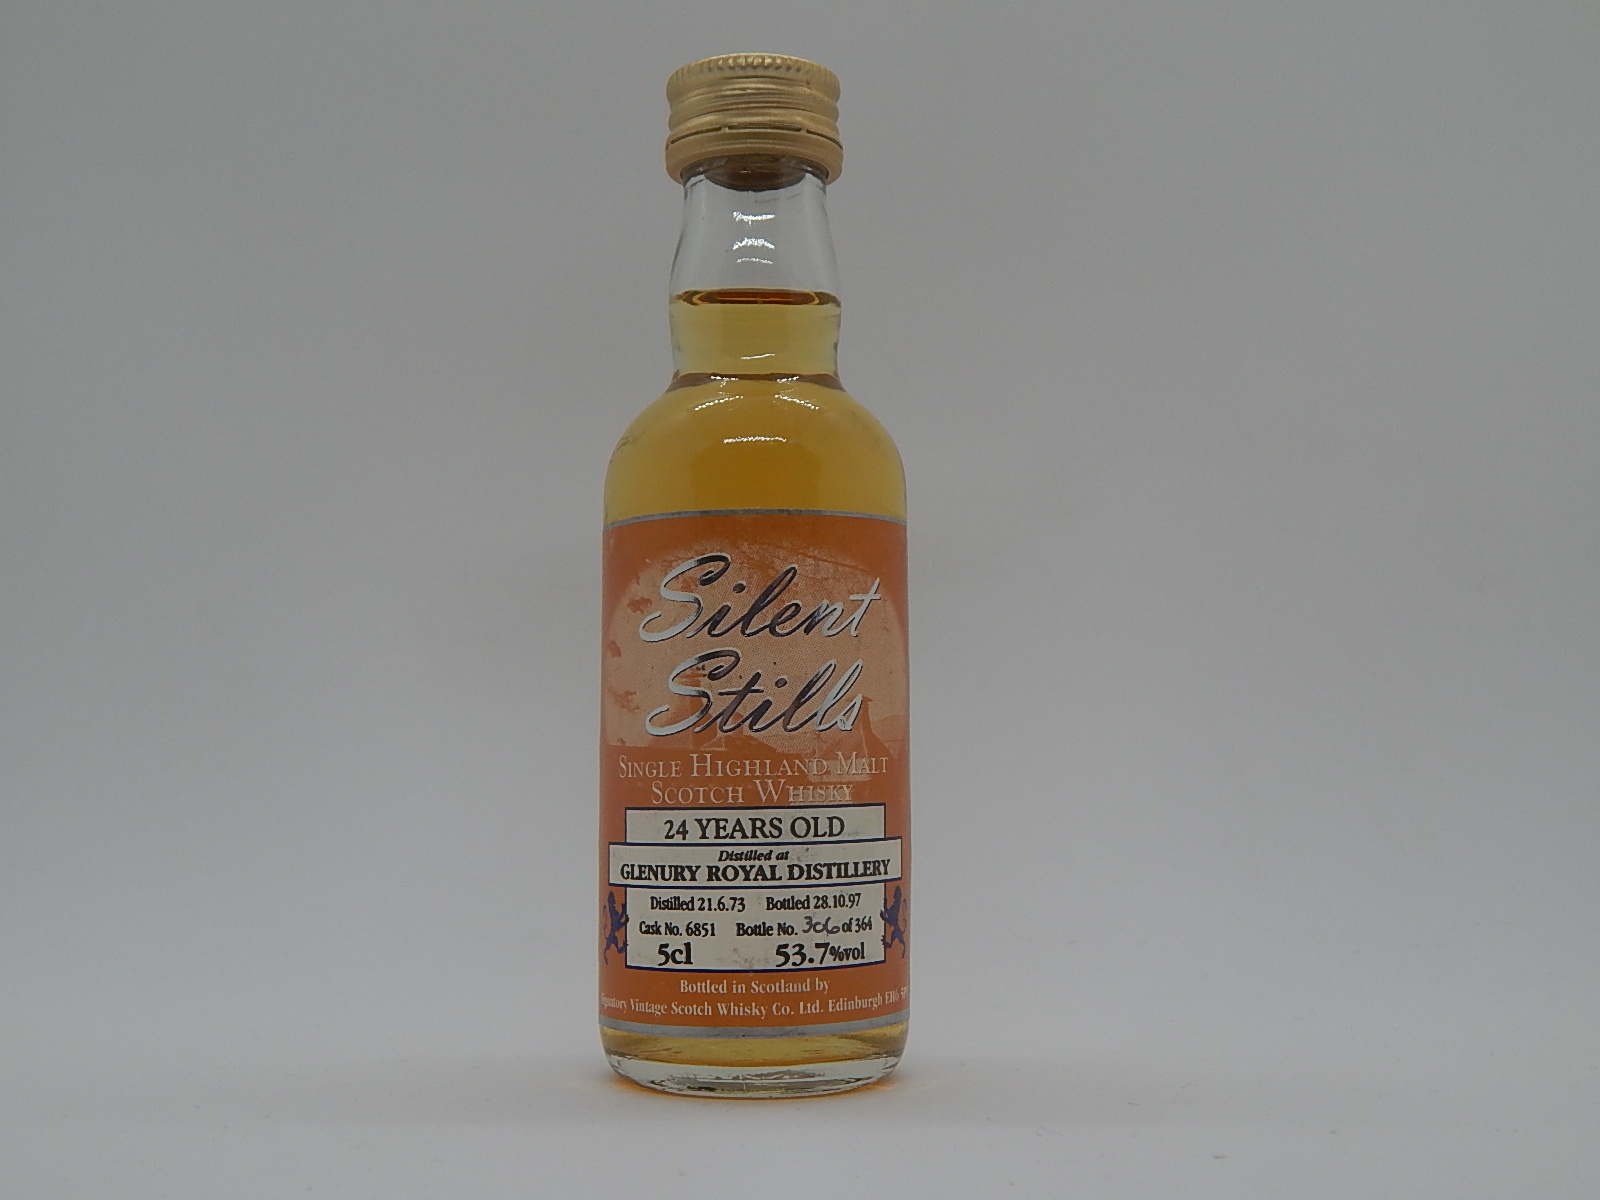 Silent
Stills
SINGLE HIGHLAND MALT
SCOTCH WHISKY
24 YEARS OLD
Distilled at
GLENURY ROYAL DISTILLERY
Distilled 21.6.73 Bottled 28.10.97
Cask No. 6851 Bottle No. 306 of 364
5cl 53.7%vol
Bottled in Scotland by
Vintage Scotch Whisky Co. Ltd. Edinburgh EH6